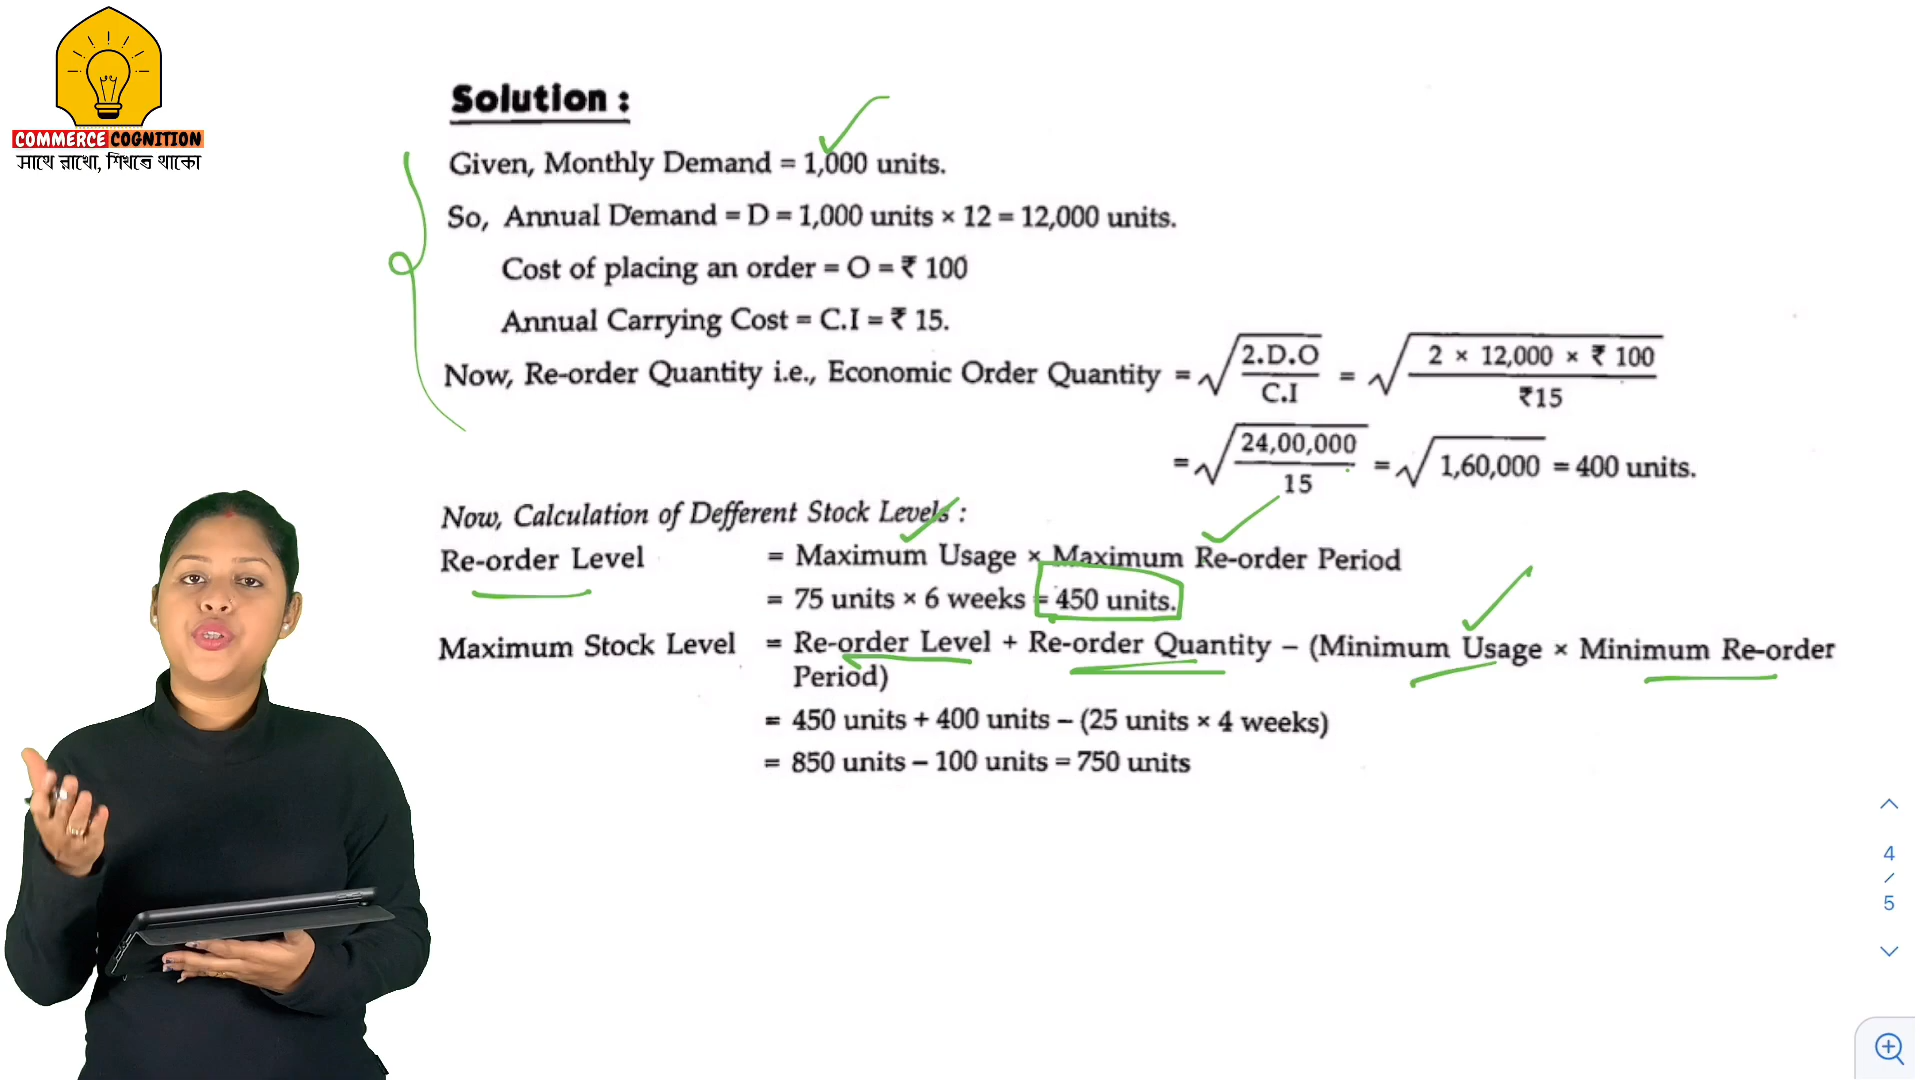 COMMERCE COGNITION
সাথে রাখো, শিখতে থাকো
Solution :
Given, Monthly Demand = 1,000 units.
So, Annual Demand = D = 1,000 units × 12 = 12,000 units.
Cost of placing an order = O = ₹ 100
Annual Carrying Cost = C.I = ₹ 15.
Now, Re-order Quantity i.e., Economic Order Quantity = √(2.D.O / C.I) = √(2 × 12,000 × ₹ 100 / ₹15)
= √(24,00,000 / 15) = √1,60,000 = 400 units.
Now, Calculation of Defferent Stock Levels :
Re-order Level = Maximum Usage × Maximum Re-order Period
= 75 units × 6 weeks = 450 units.
Maximum Stock Level = Re-order Level + Re-order Quantity – (Minimum Usage × Minimum Re-order
Period)
= 450 units + 400 units – (25 units × 4 weeks)
= 850 units – 100 units = 750 units
4
/
5